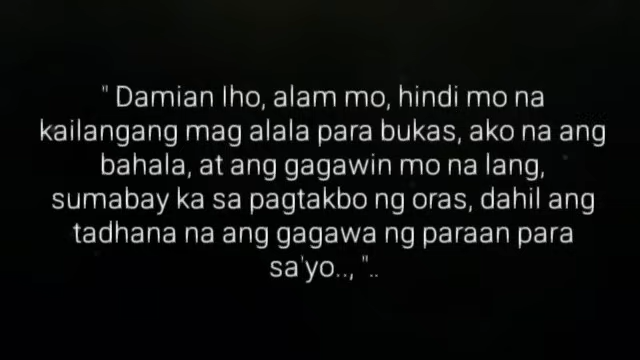 " Damian Iho, alam mo, hindi mo na
kailangang mag alala para bukas, ako na ang
bahala, at ang gagawin mo na lang,
sumabay ka sa pagtakbo ng oras, dahil ang
tadhana na ang gagawa ng paraan para
sa'yo.., "..